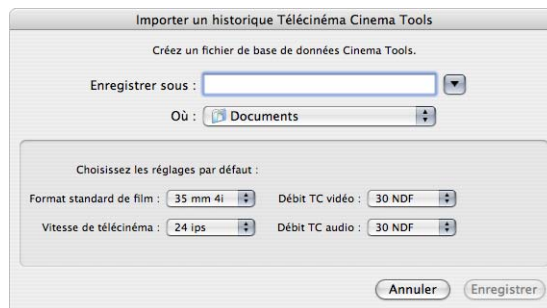 Importer un historique Télécinéma Cinema Tools
Créez un fichier de base de données Cinema Tools.
Enregistrer sous :
Où : Documents
Choisissez les réglages par défaut :
Format standard de film : 35 mm 4i Débit TC vidéo : 30 NDF
Vitesse de télécinéma : 24 ips Débit TC audio : 30 NDF
Annuler Enregistrer